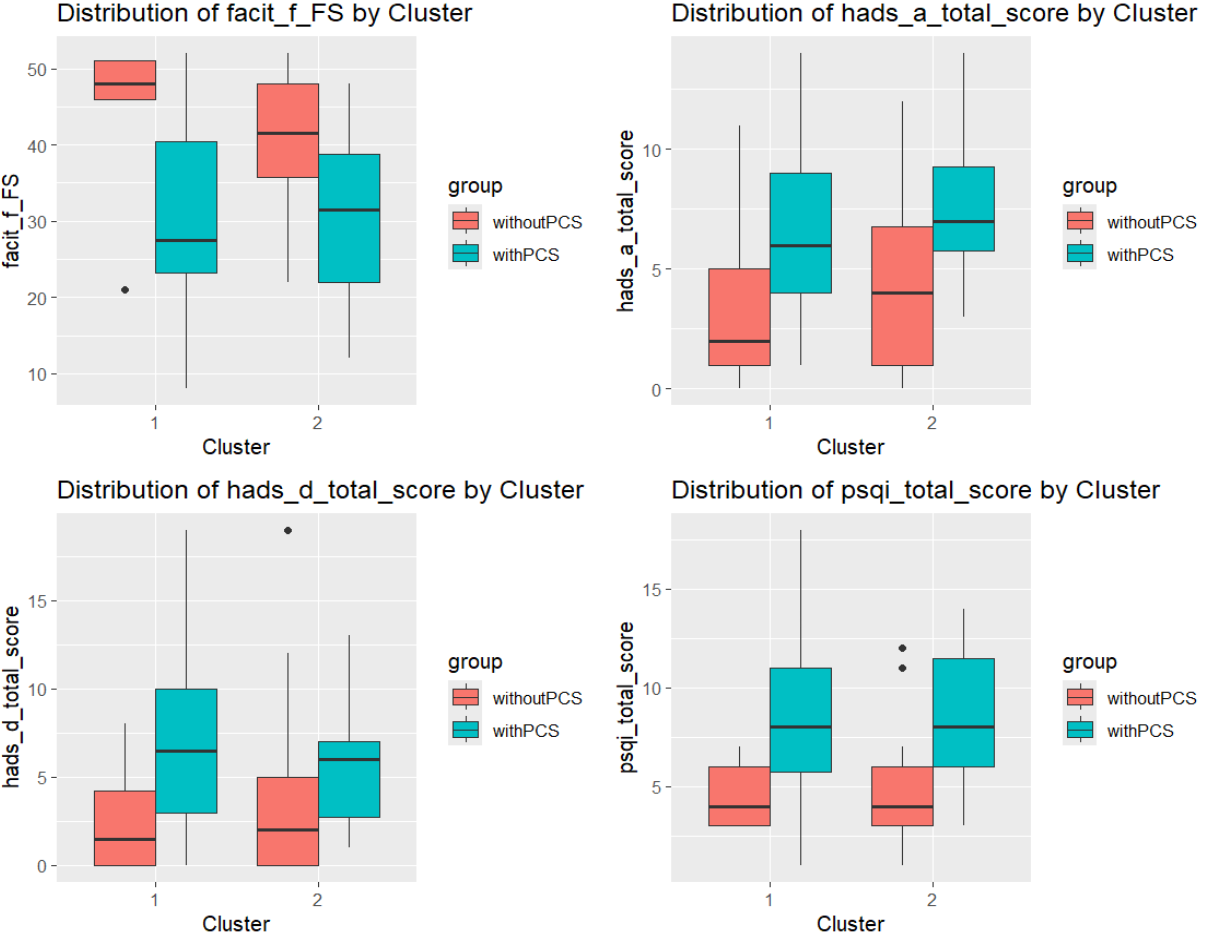 Distribution of facit_f_FS by Cluster
facit_f_FS
50
40
30
20
10
1
2
Cluster
group
withoutPCS
withPCS
Distribution of hads_a_total_score by Cluster
hads_a_total_score
10
5
0
1
2
Cluster
group
withoutPCS
withPCS
Distribution of hads_d_total_score by Cluster
hads_d_total_score
15
10
5
0
1
2
Cluster
group
withoutPCS
withPCS
Distribution of psqi_total_score by Cluster
psqi_total_score
15
10
5
1
2
Cluster
group
withoutPCS
withPCS